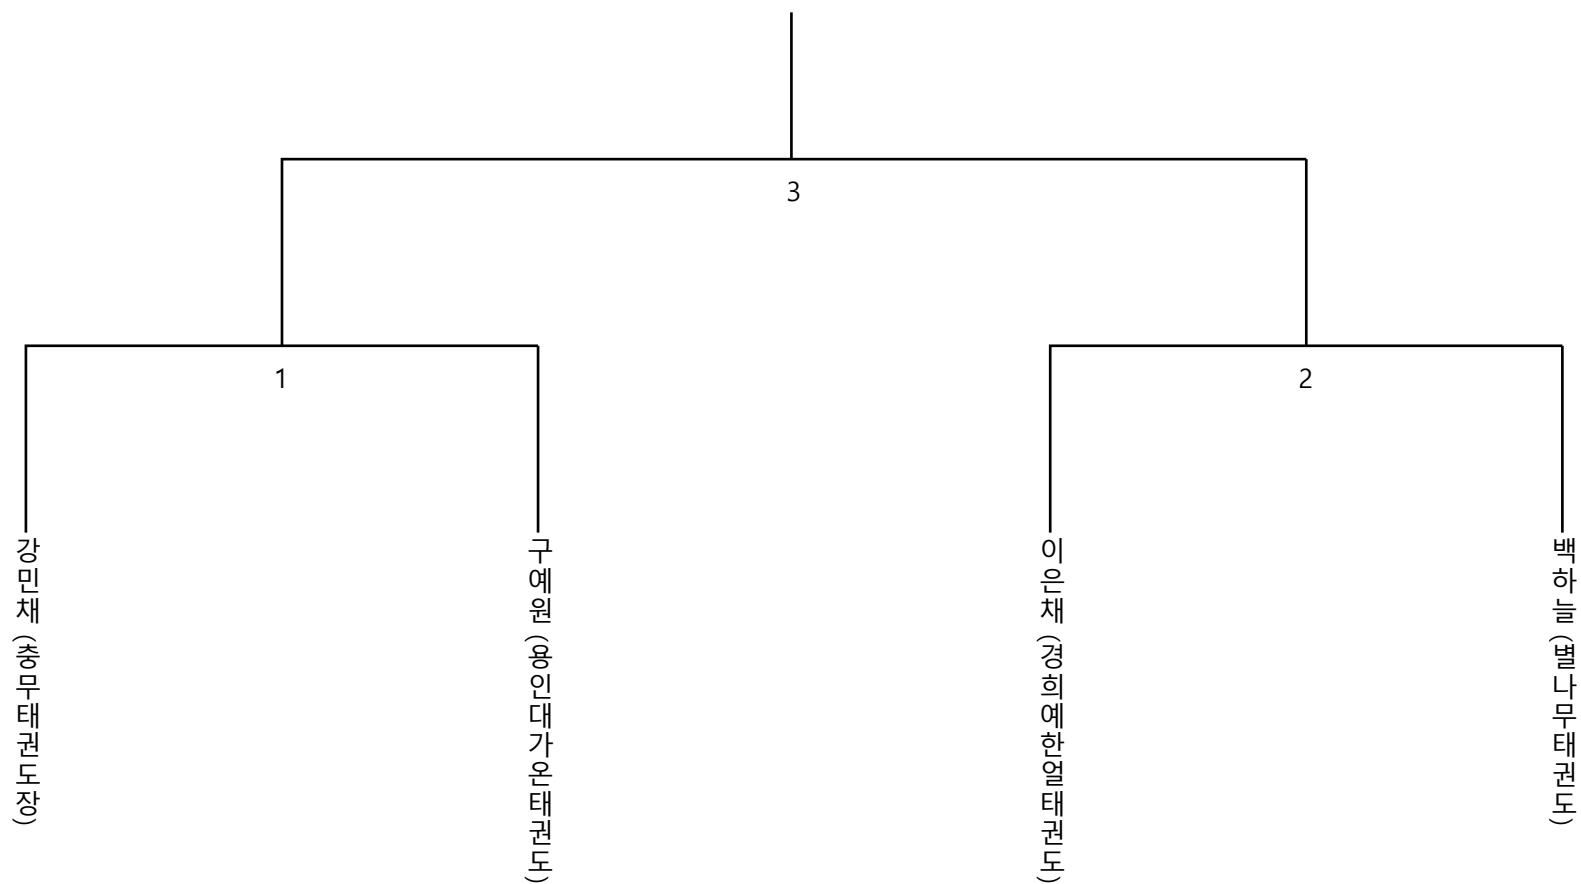 3
1
2
강민채 (충무태권도장)
구예원 (용인대가온태권도)
이은채 (경희예한얼태권도)
백하늘 (별나무태권도)